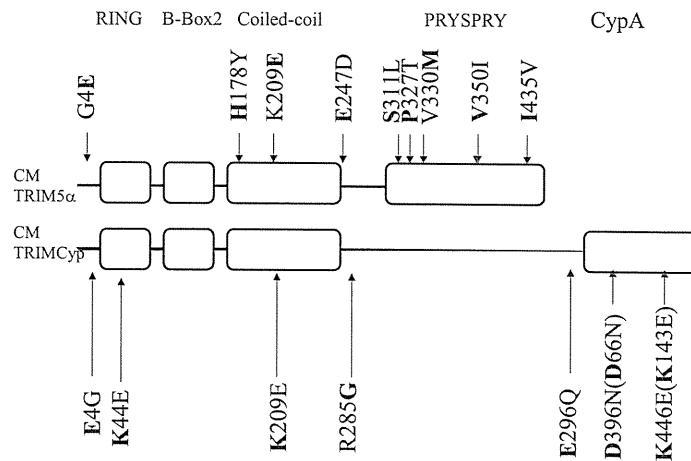 RING B-Box2 Coiled-coil PRYSPRY CypA
G4E H178Y K209E E247D S311L P327T V330M V350I I435V
CM
TRIM5α
CM
TRIMCyp
E4G K44E K209E R285G E296Q D396N(D66N) K446E(K143E)